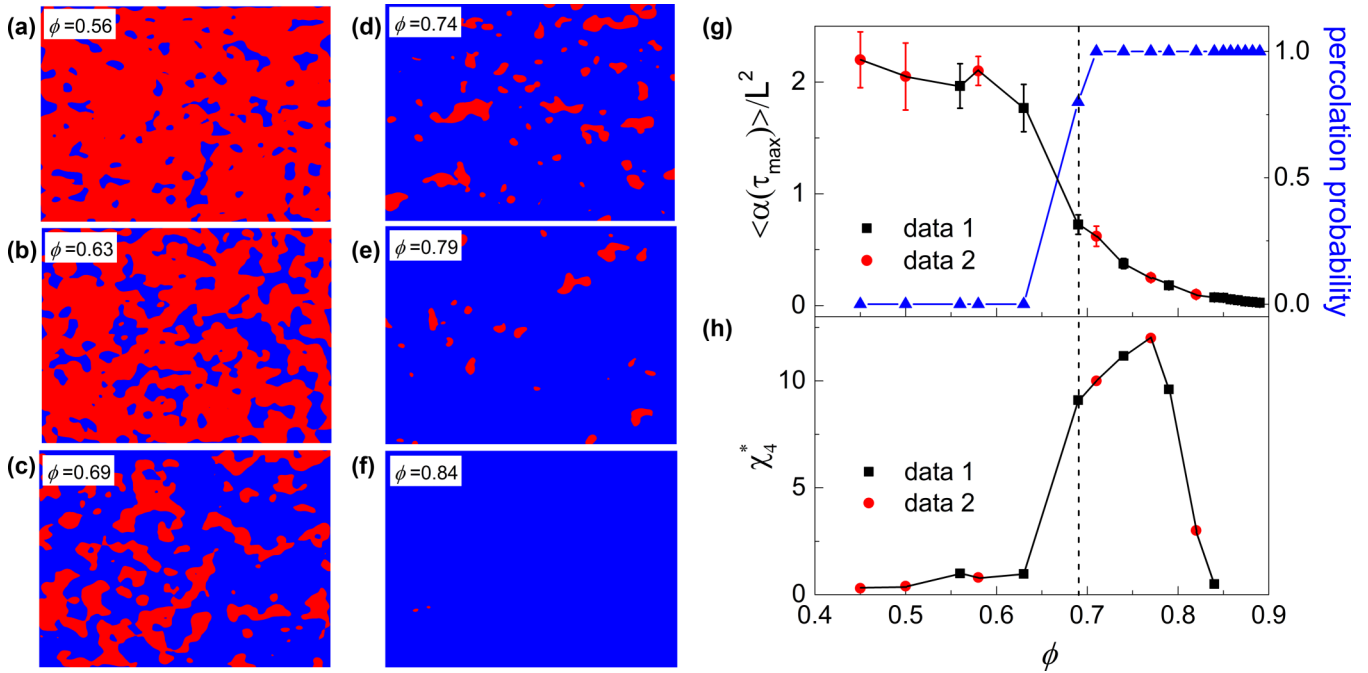 (a)
ϕ=0.56
(b)
ϕ=0.63
(c)
ϕ=0.69
(d)
ϕ=0.74
(e)
ϕ=0.79
(f)
ϕ=0.84
(g)
<α(τmax)>/L²
2
1
0
data 1
data 2
1.0
0.5
0.0
percolation probability
(h)
χ₄*
10
5
0
data 1
data 2
0.4 0.5 0.6 0.7 0.8 0.9
ϕ